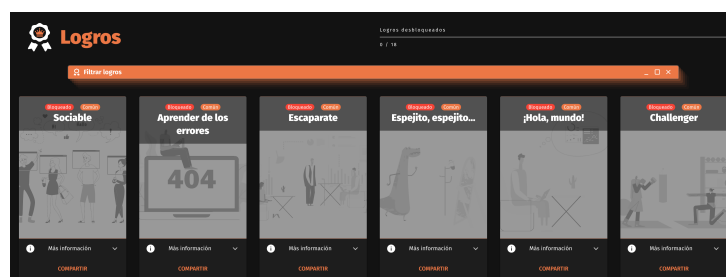 Logros
Logros desbloqueados
0 / 18
Filtrar logros
Bloqueado Común
Sociable
Bloqueado Común
Aprender de los
errores
Bloqueado Común
Escaparate
Bloqueado Común
Espejito, espejito...
Bloqueado Común
¡Hola, mundo!
Bloqueado Común
Challenger
404
Más información
Más información
Más información
Más información
Más información
Más información
COMPARTIR
COMPARTIR
COMPARTIR
COMPARTIR
COMPARTIR
COMPARTIR